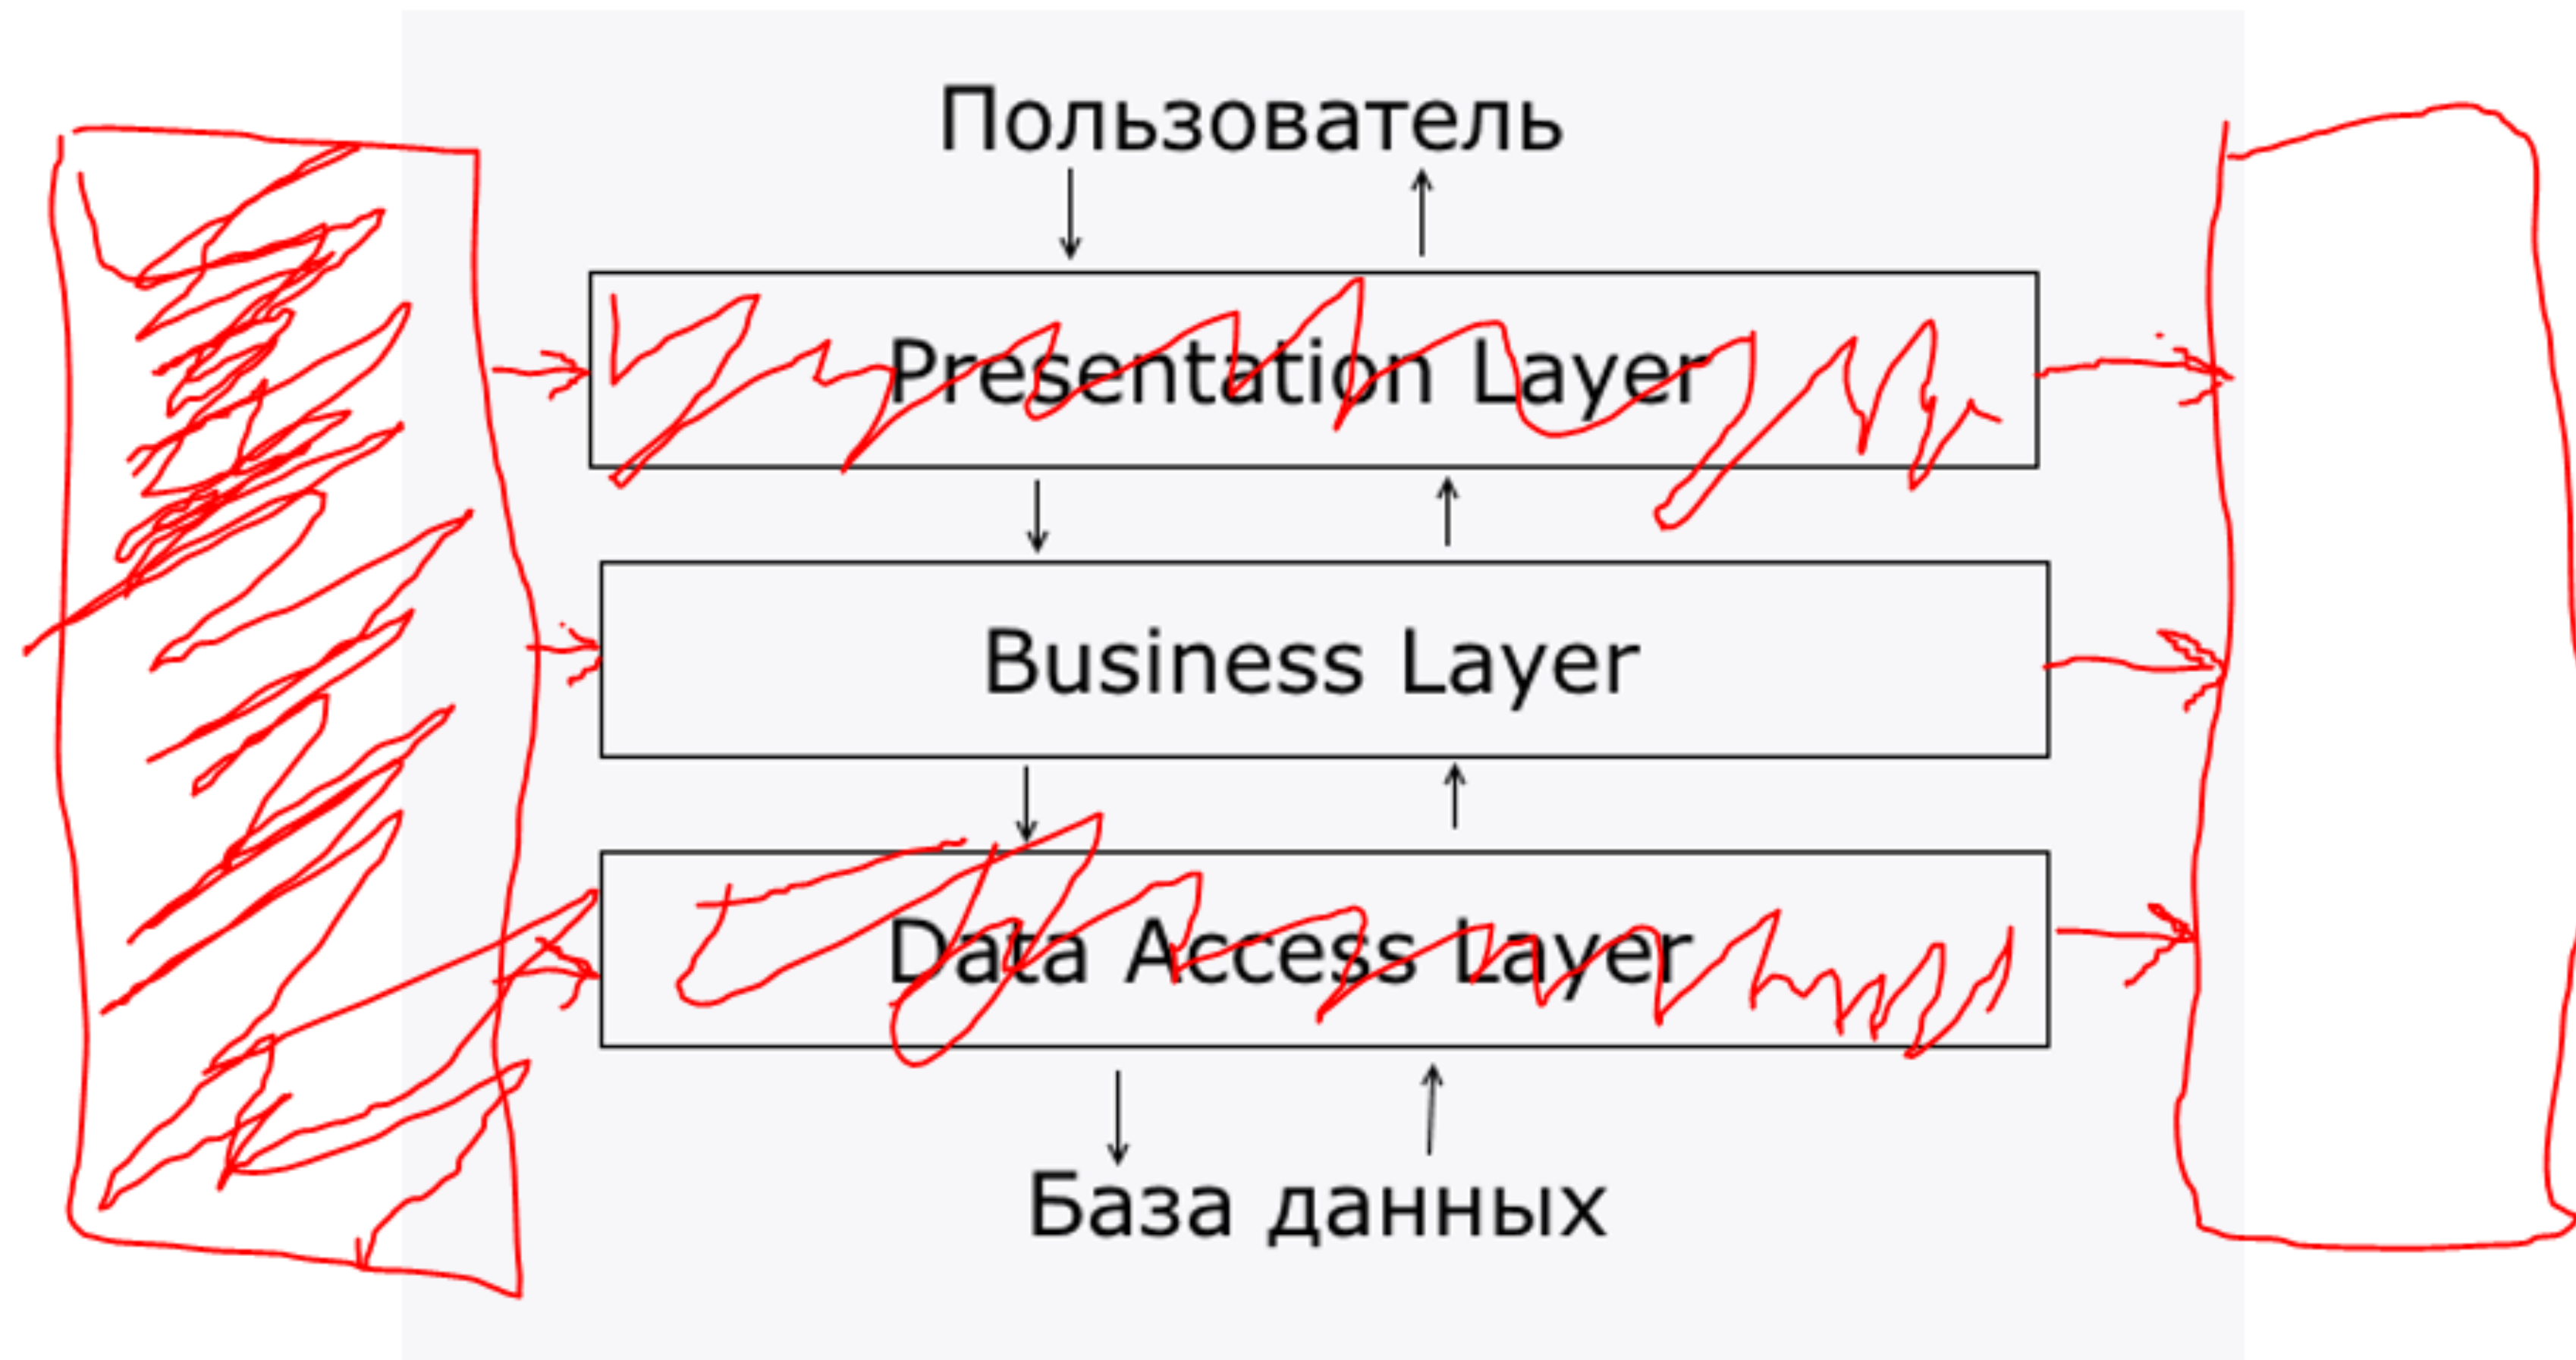 Пользователь
Presentation Layer
Business Layer
Data Access Layer
База данных